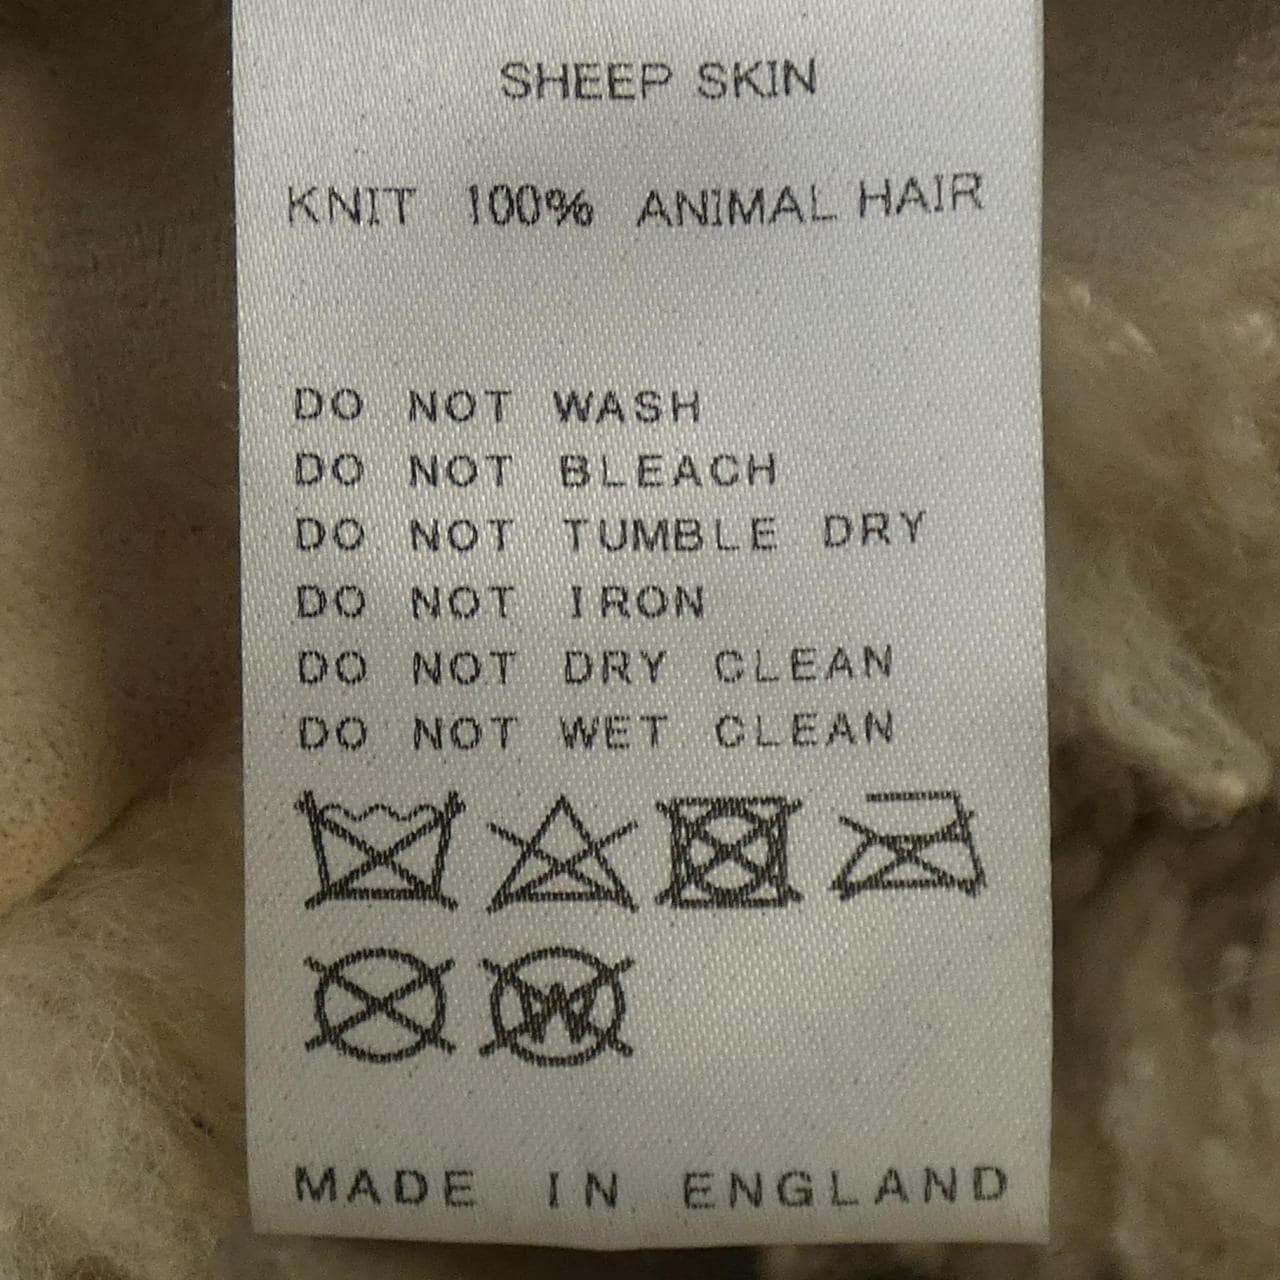 SHEEP SKIN
KNIT 100% ANIMAL HAIR
DO NOT WASH
DO NOT BLEACH
DO NOT TUMBLE DRY
DO NOT IRON
DO NOT DRY CLEAN
DO NOT WET CLEAN
W
MADE IN ENGLAND